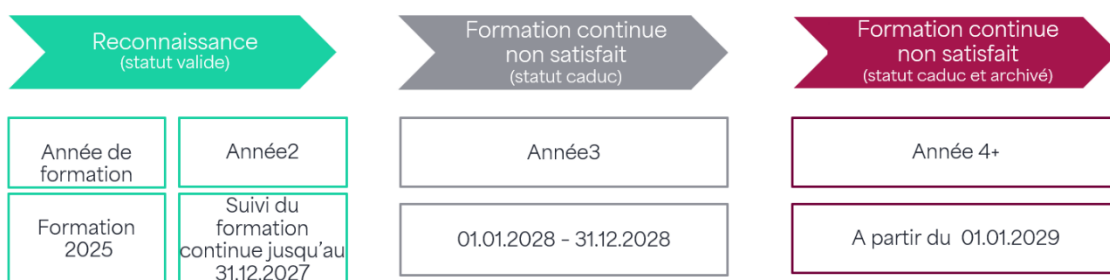 Reconnaissance
(statut valide)
Formation continue
non satisfait
(statut caduc)
Formation continue
non satisfait
(statut caduc et archivé)
Année de
formation
Année2
Année3
Année 4+
Formation
2025
Suivi du
formation
continue jusqu'au
31.12.2027
01.01.2028 – 31.12.2028
A partir du 01.01.2029